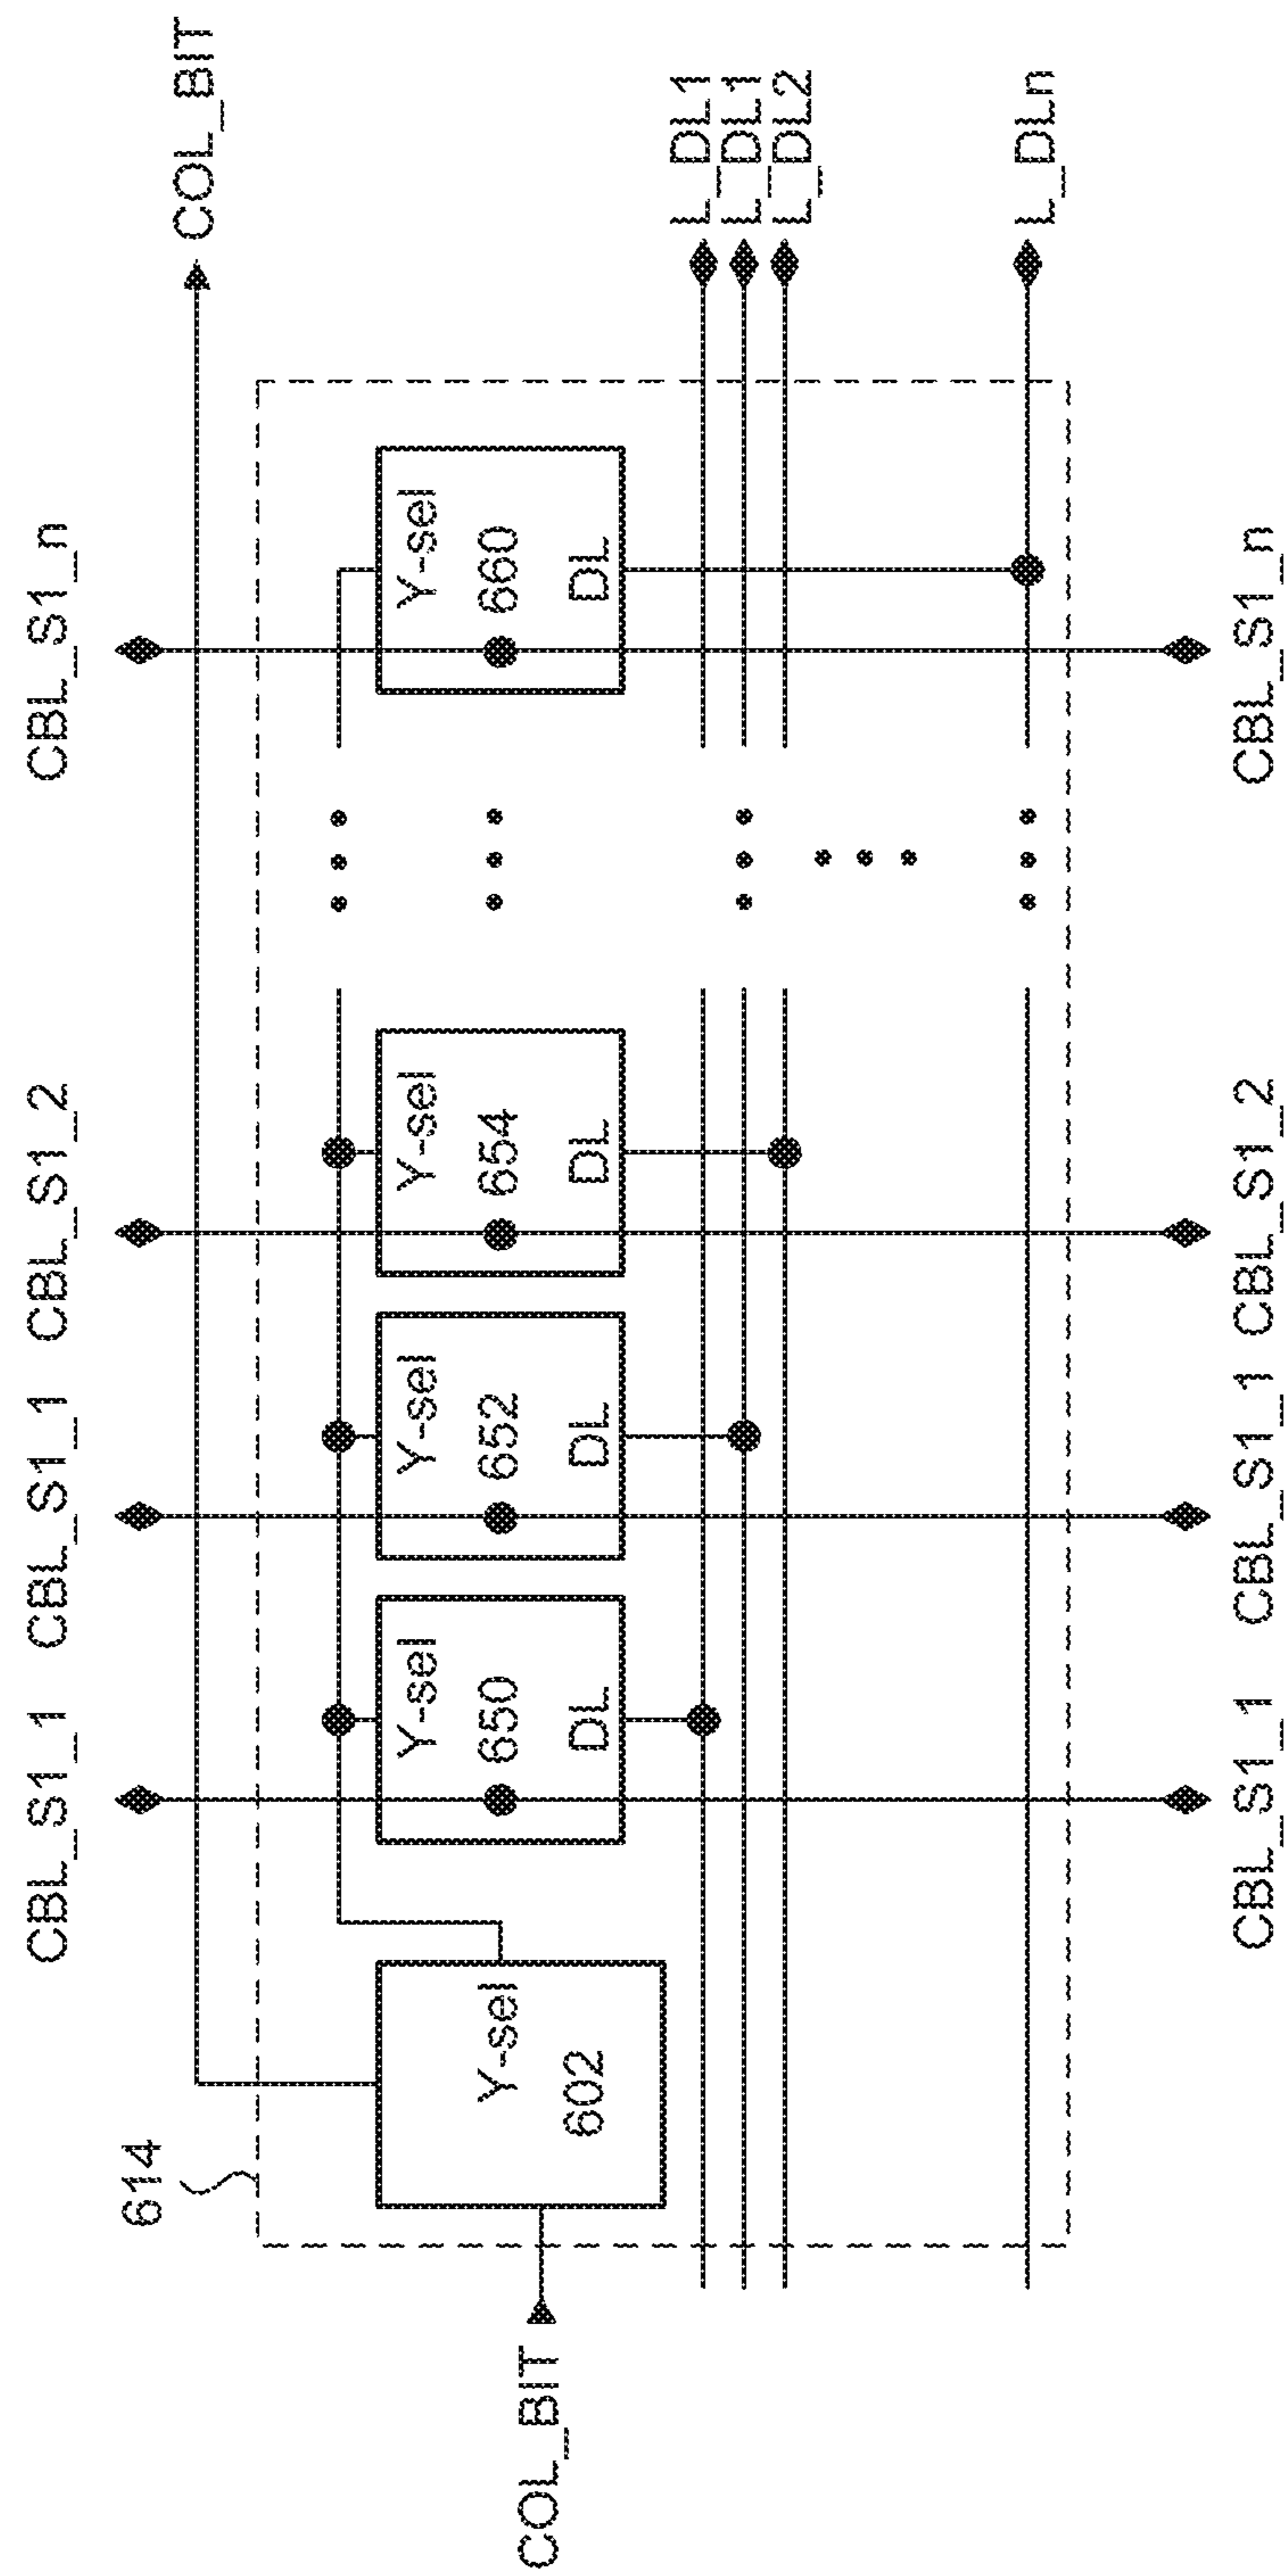 CBL_S1_1 CBL_S1_1 CBL_S1_2 CBL_S1_n
614
COL_BIT
COL_BIT
Y-sel
602
Y-sel
650
DL
Y-sel
652
DL
Y-sel
654
DL
Y-sel
660
DL
L_DL1
L_DL1
L_DL2
L_DLn
CBL_S1_1 CBL_S1_1 CBL_S1_2 CBL_S1_n